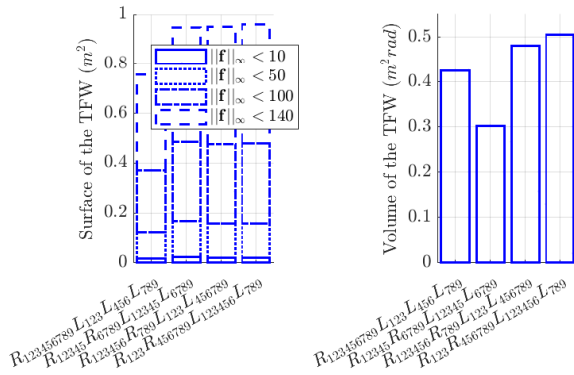 Surface of the TFW (m²)
1
0.8
0.6
0.4
0.2
0
||f||∞ < 10
||f||∞ < 50
||f||∞ < 100
||f||∞ < 140
R₁₂₃₄₅₆₇₈₉L₁₂₃L₄₅₆L₇₈₉
R₁₂₃₄₅R₆₇₈₉L₁₂₃₄₅L₆₇₈₉
R₁₂₃₄₅₆R₇₈₉L₁₂₃L₄₅₆₇₈₉
R₁₂₃R₄₅₆₇₈₉L₁₂₃₄₅₆L₇₈₉
Volume of the TFW (m²rad)
0.5
0.4
0.3
0.2
0.1
0
R₁₂₃₄₅₆₇₈₉L₁₂₃L₄₅₆L₇₈₉
R₁₂₃₄₅R₆₇₈₉L₁₂₃₄₅L₆₇₈₉
R₁₂₃₄₅₆R₇₈₉L₁₂₃L₄₅₆₇₈₉
R₁₂₃R₄₅₆₇₈₉L₁₂₃₄₅₆L₇₈₉